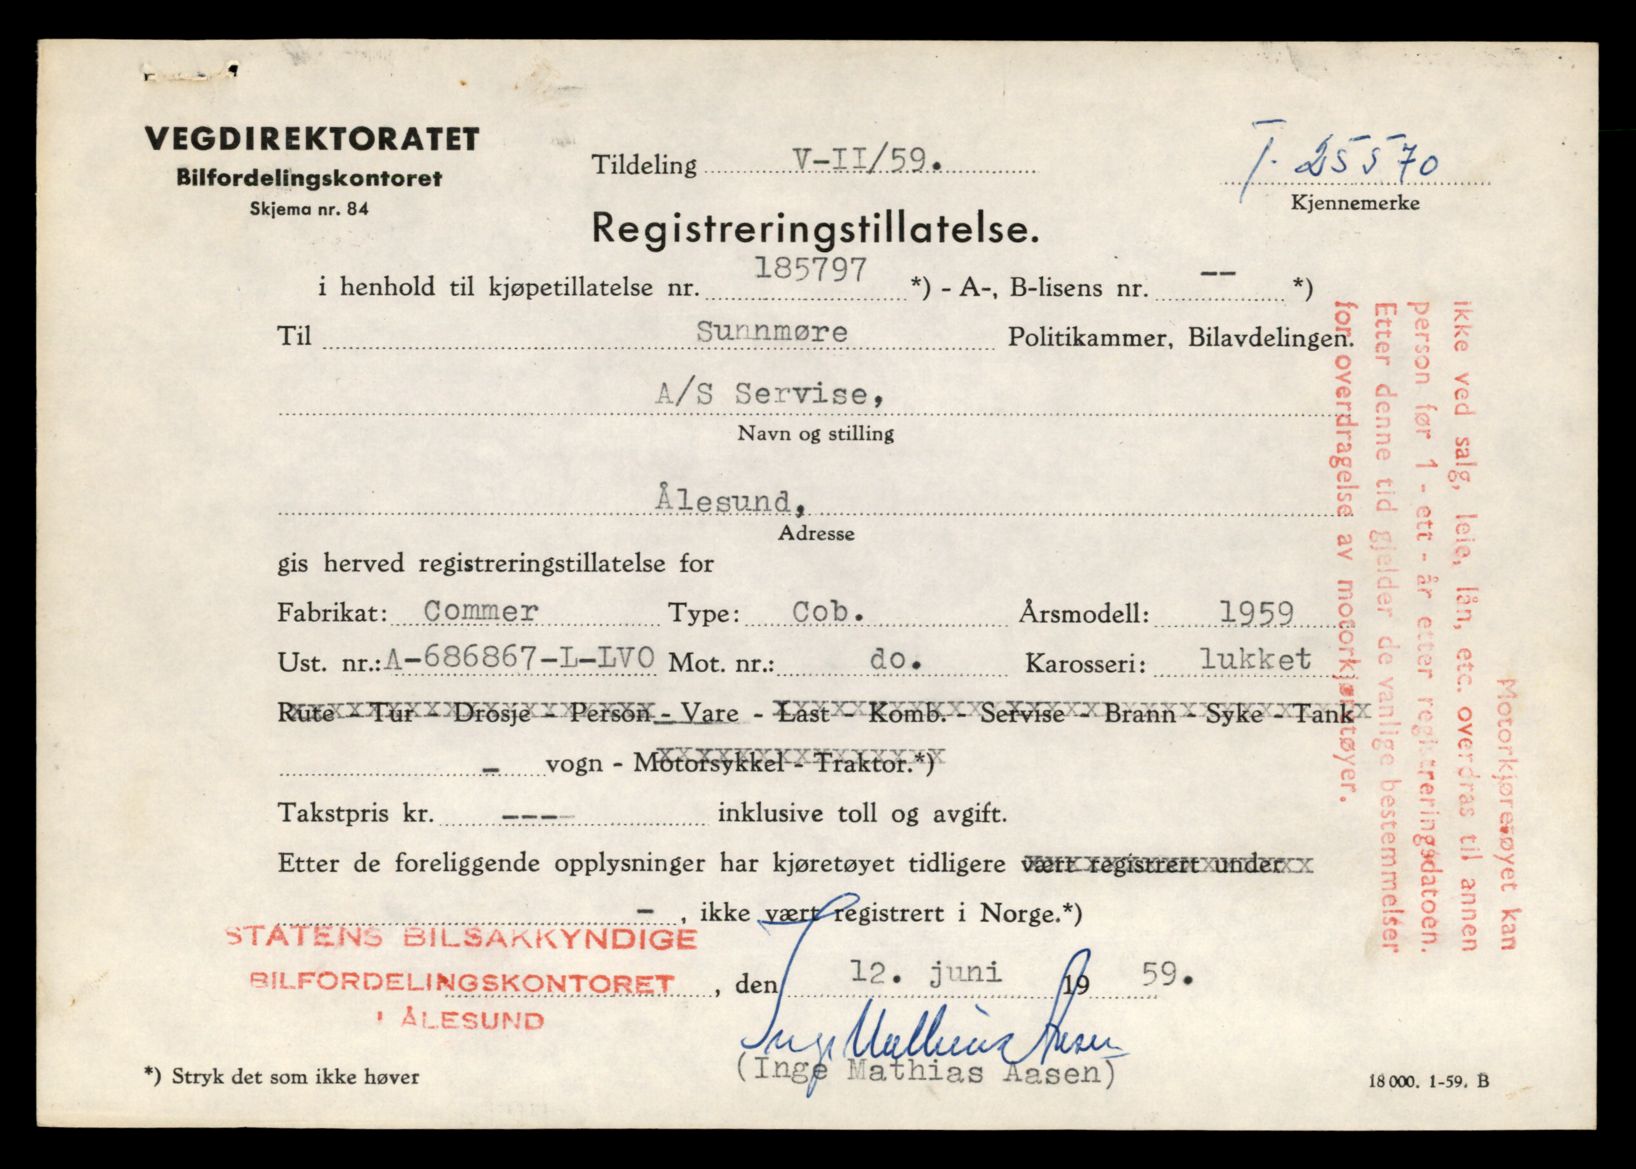 VEGDIREKTORATET
Bilfordelingskontoret
Skjema nr. 84
Tildeling V-II/59.
T- 25570
Kjennemerke
Registreringstillatelse.
i henhold til kjøpetillatelse nr. 185797 *) - A-, B-lisens nr. -- *)
Til Sunnmøre Politikammer, Bilavdelingen.
A/S Servise,
Navn og stilling
Ålesund,
Adresse
gis herved registreringstillatelse for
Fabrikat: Commer Type: Cob. Årsmodell: 1959
Ust. nr.: A-686867-L-LVO Mot. nr.: do. Karosseri: lukket
Rute - Tur - Drosje - Person - Vare - Last - Komb. - Servise - Brann - Syke - Tank
- vogn - Motorsykkel - Traktor.*)
Takstpris kr. ---- inklusive toll og avgift.
Etter de foreliggende opplysninger har kjøretøyet tidligere vært registrert under
- , ikke vært registrert i Norge.*)
STATENS BILSAKKYNDIGE
BILFORDELINGSKONTORET , den 12. juni 19 59.
I ÅLESUND
Inge Mathias Aasen
(Inge Mathias Aasen)
*) Stryk det som ikke høver
18000. 1-59. B
Motorkjøretøyet kan
ikke ved salg, leie, lån, etc. overdras til annen
person før 1 - ett - år etter registreringsdatoen.
Etter denne tid gjelder de vanlige bestemmelser
for overdragelse av motorkjøretøyer.